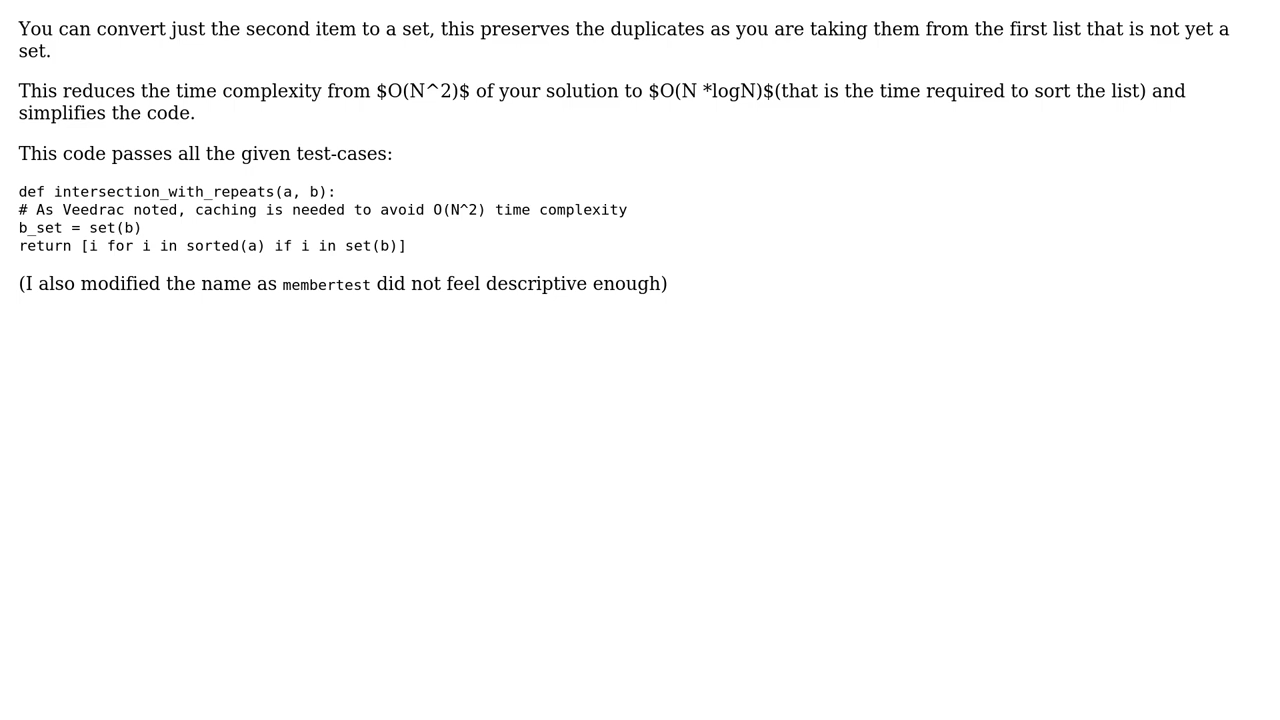 You can convert just the second item to a set, this preserves the duplicates as you are taking them from the first list that is not yet a
set.
This reduces the time complexity from $O(N^2)$ of your solution to $O(N *logN)$(that is the time required to sort the list) and
simplifies the code.
This code passes all the given test-cases:
def intersection_with_repeats(a, b):
# As Veedrac noted, caching is needed to avoid O(N^2) time complexity
b_set = set(b)
return [i for i in sorted(a) if i in set(b)]
(I also modified the name as membertest did not feel descriptive enough)